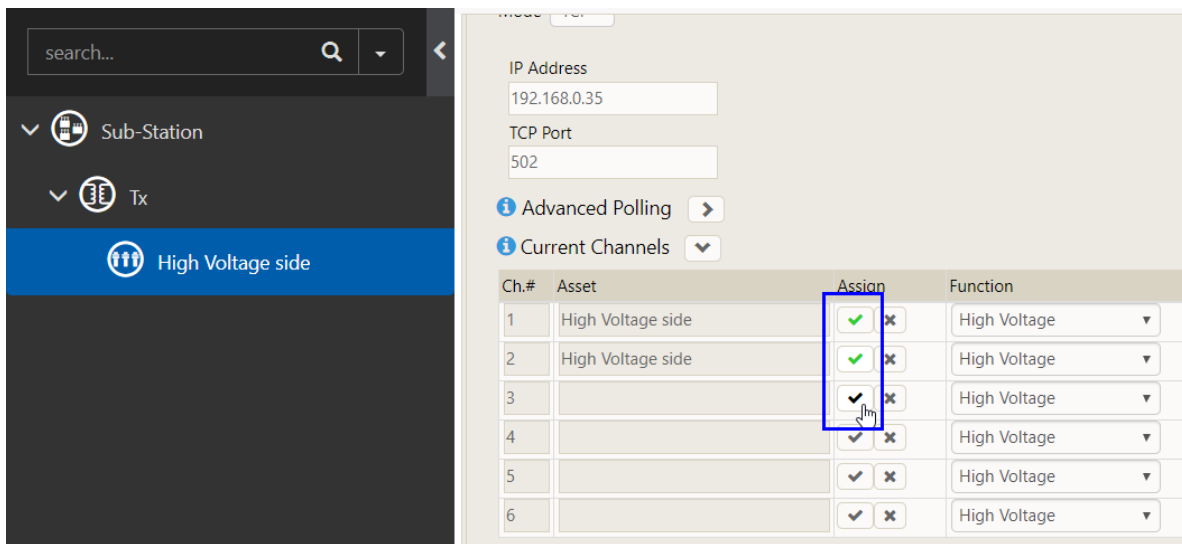 search...
Sub-Station
Tx
High Voltage side
IP Address
192.168.0.35
TCP Port
502
Advanced Polling
Current Channels
Ch.# Asset Assign Function
1 High Voltage side High Voltage
2 High Voltage side High Voltage
3 High Voltage
4 High Voltage
5 High Voltage
6 High Voltage